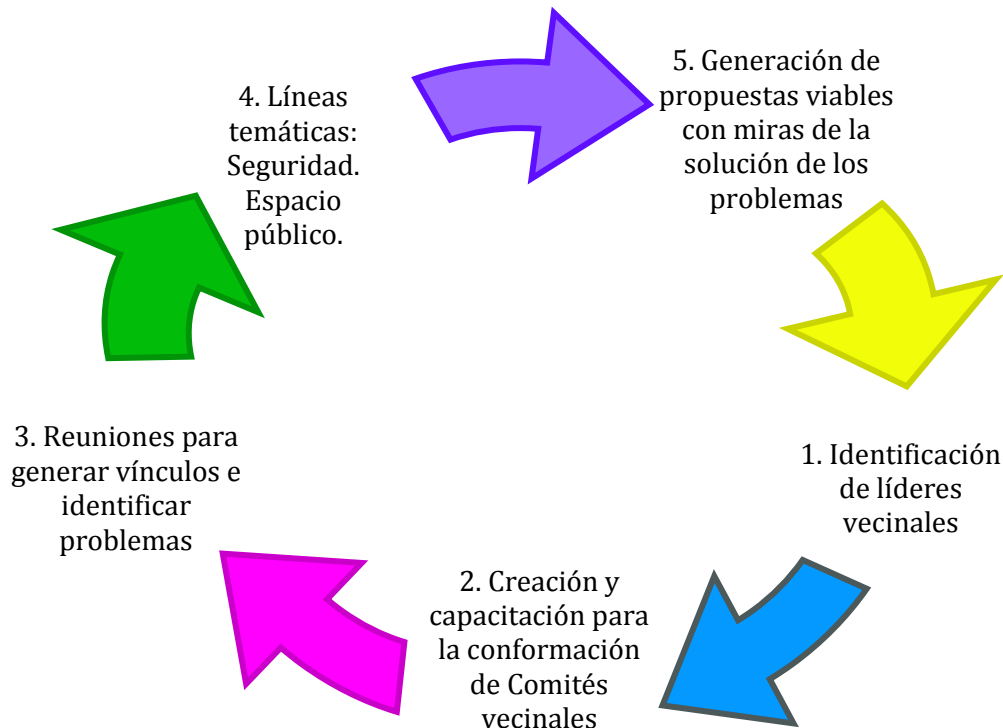 4. Líneas
temáticas:
Seguridad.
Espacio
público.
5. Generación de
propuestas viables
con miras de la
solución de los
problemas
3. Reuniones para
generar vínculos e
identificar
problemas
1. Identificación
de líderes
vecinales
2. Creación y
capacitación para
la conformación
de Comités
vecinales